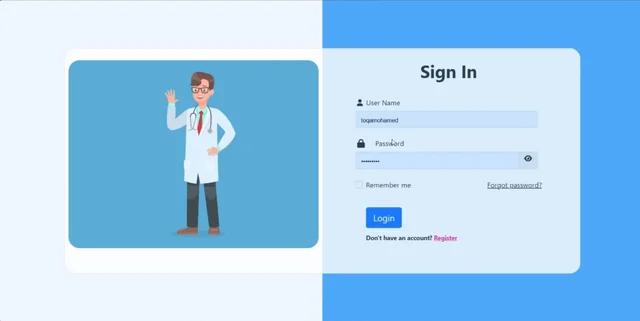 Sign In
User Name
toqamohamed
Password
•••••••••
Remember me
Forgot password?
Login
Don't have an account? Register